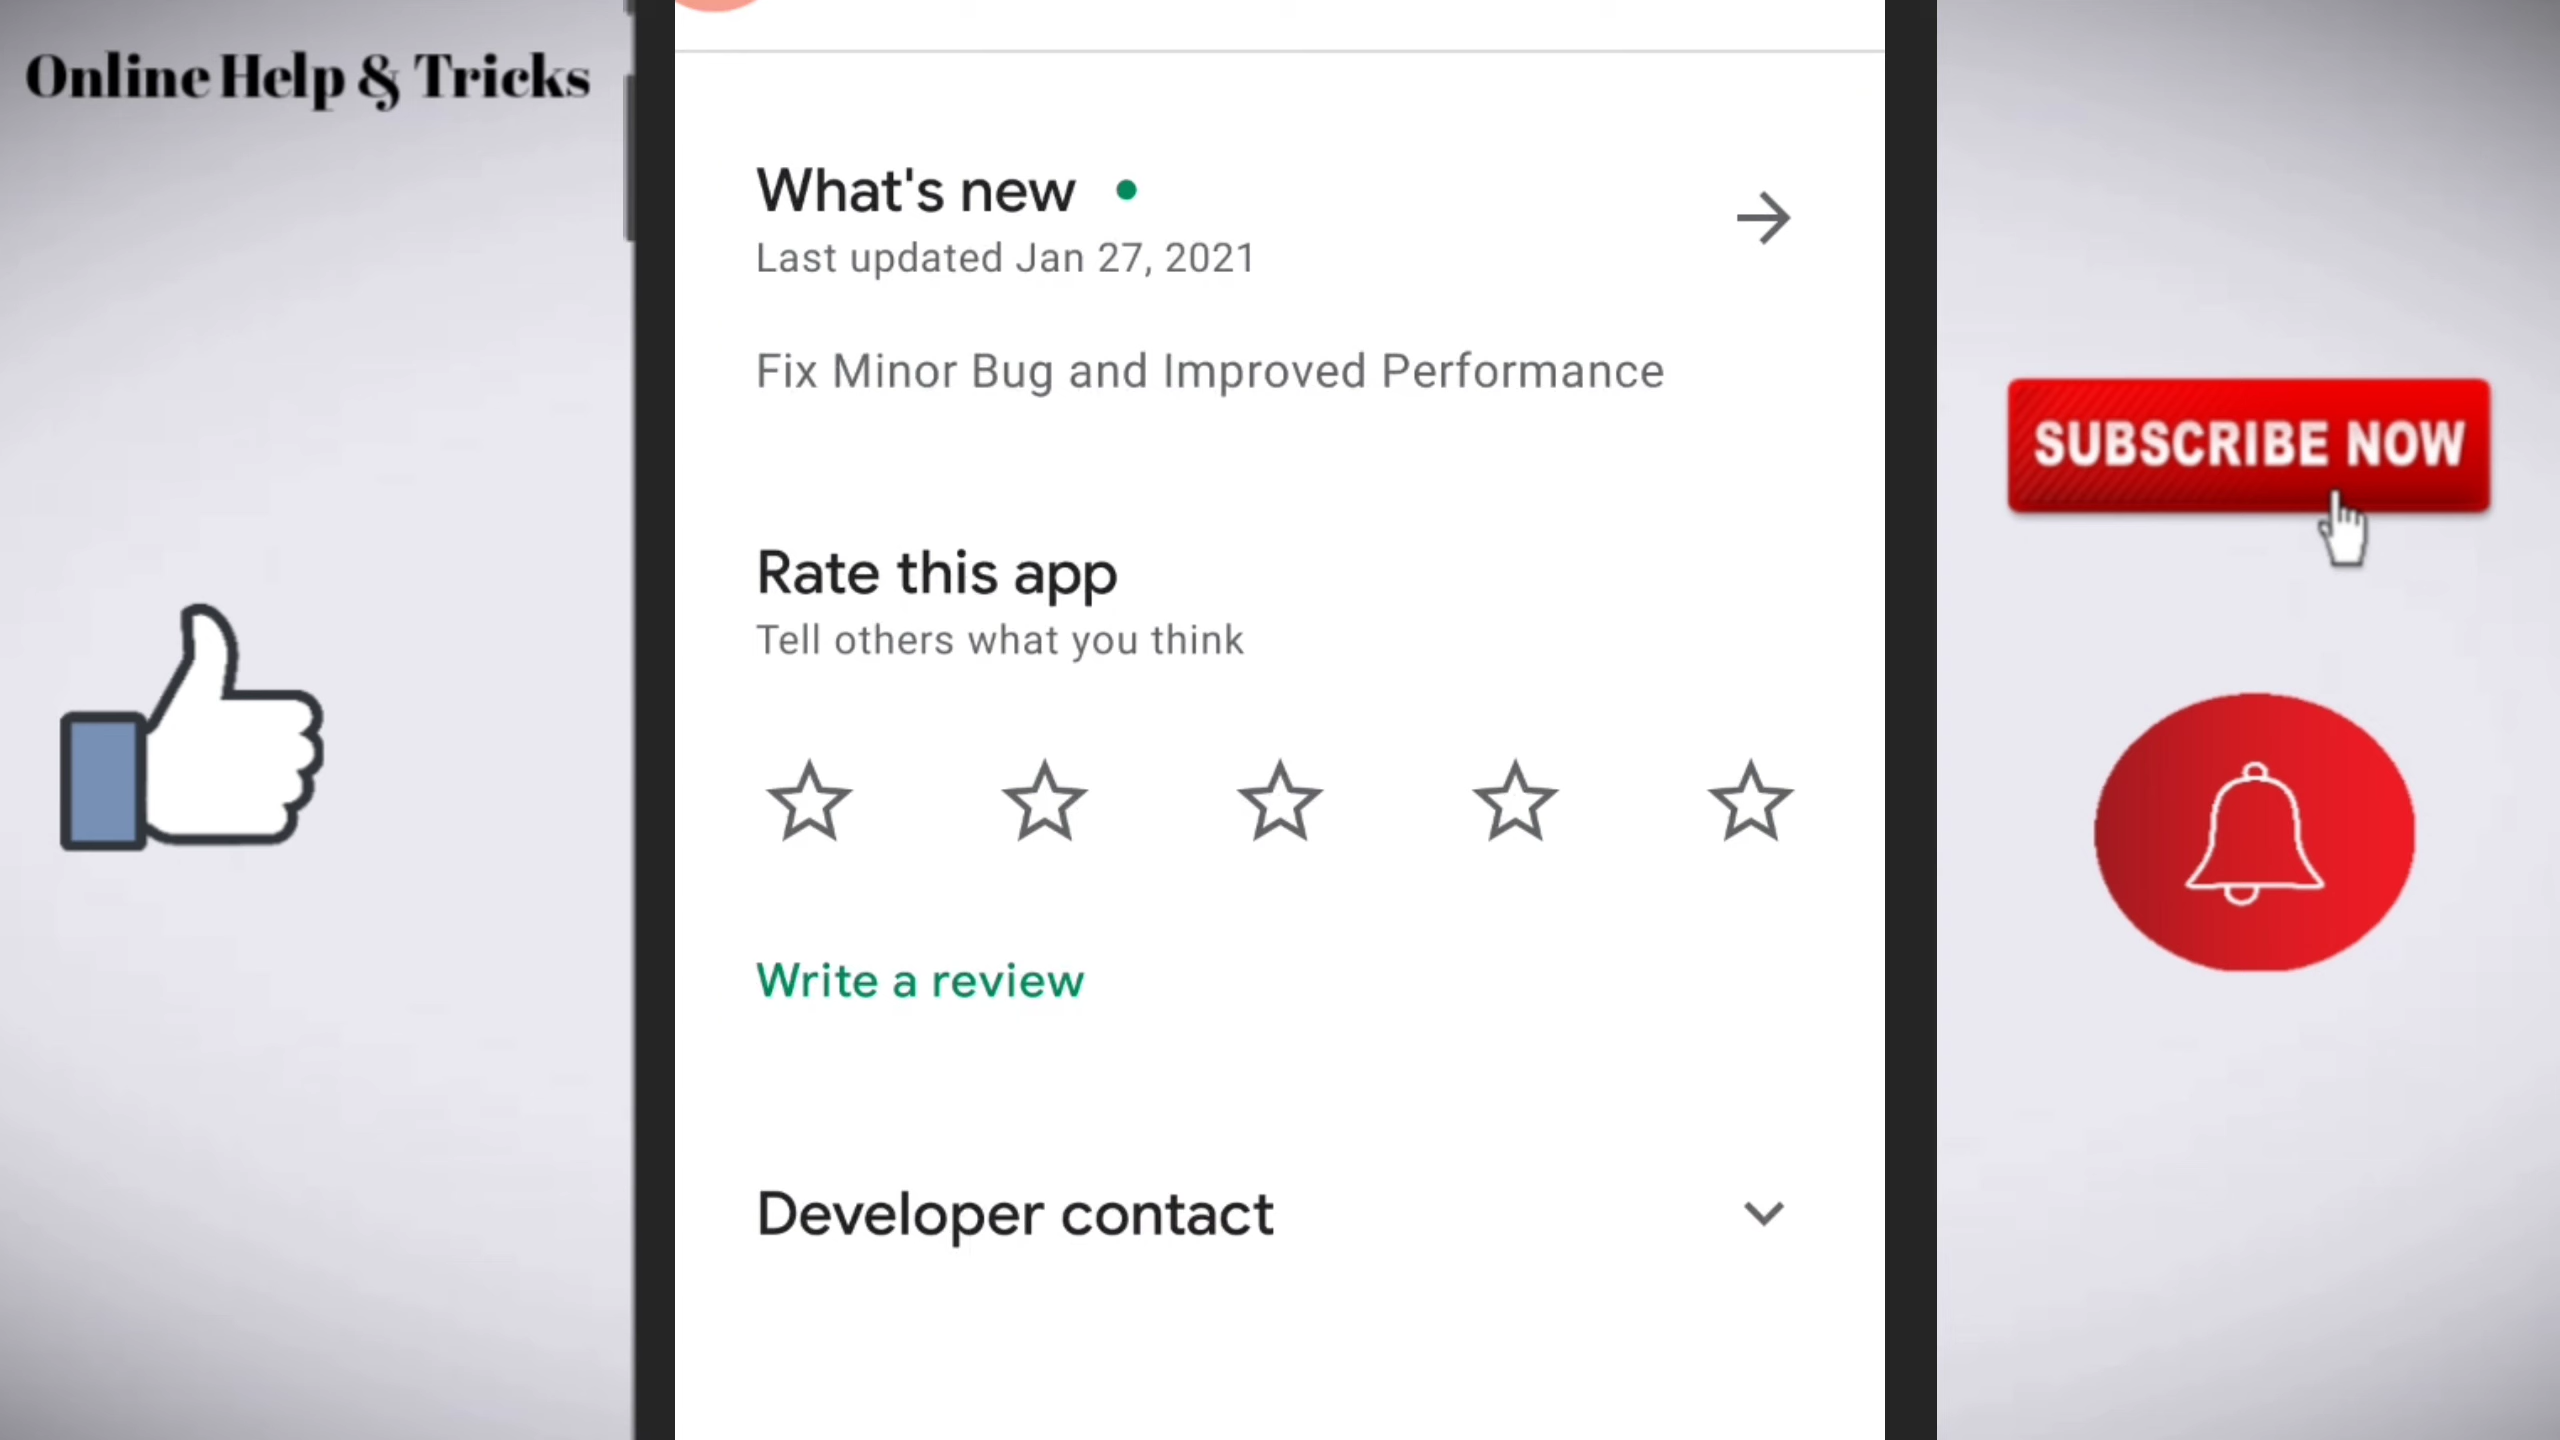 Online Help & Tricks
What's new
Last updated Jan 27, 2021
Fix Minor Bug and Improved Performance
SUBSCRIBE NOW
Rate this app
Tell others what you think
Write a review
Developer contact